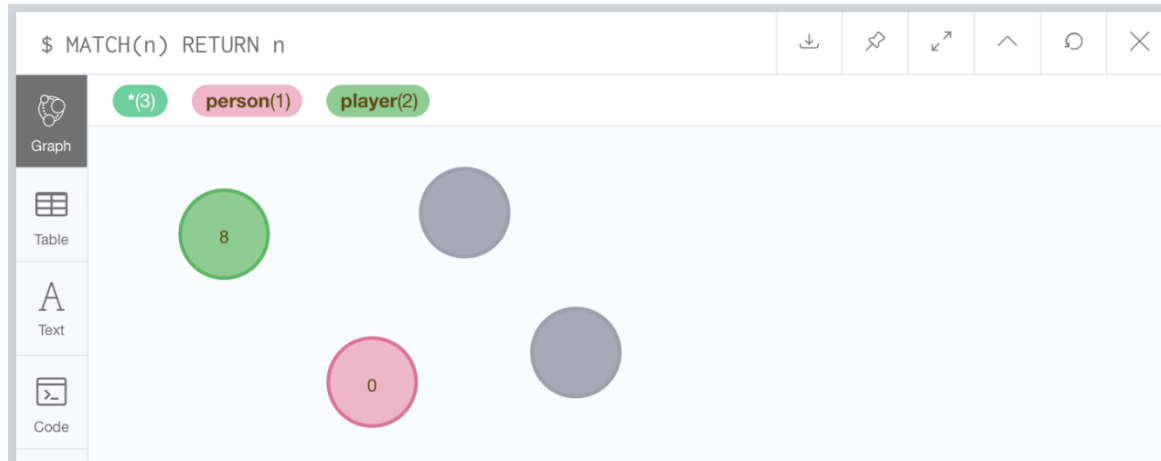 $ MATCH(n) RETURN n
*(3) person(1) player(2)
Graph
Table
A
Text
>_
Code
8
0